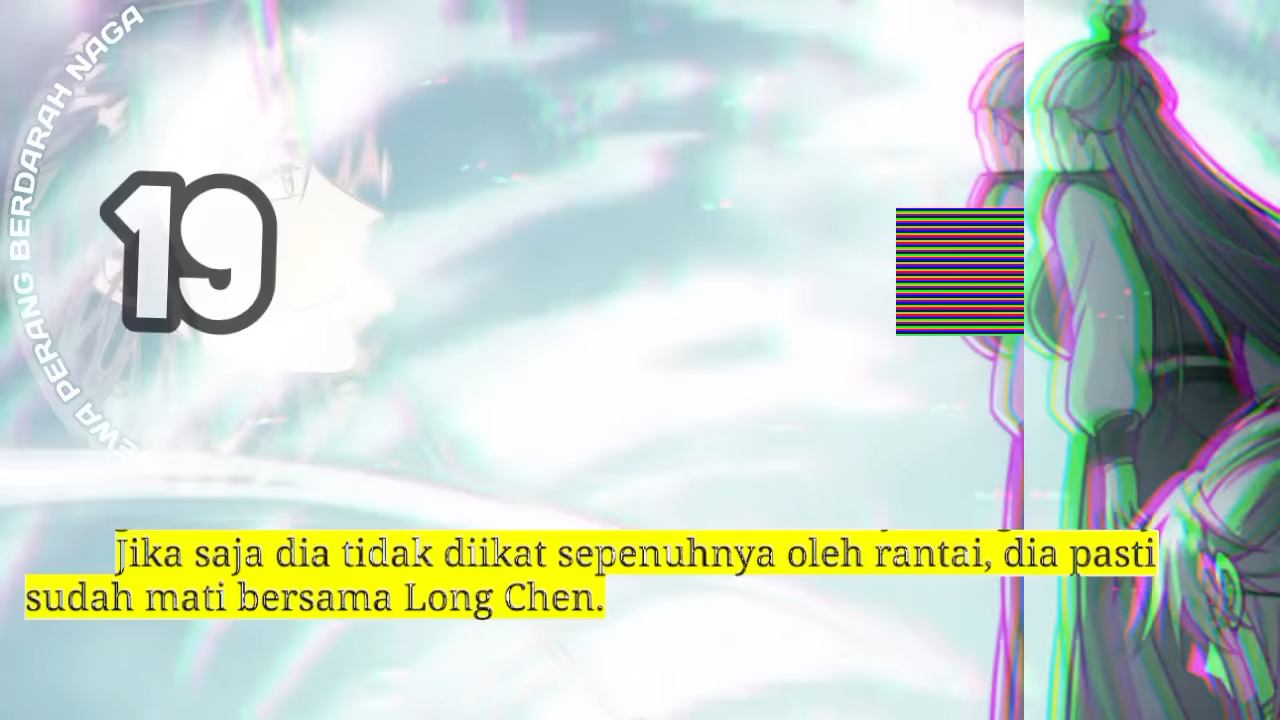 EWA PERANG BERDARAH NAGA
19
Jika saja dia tidak diikat sepenuhnya oleh rantai, dia pasti
sudah mati bersama Long Chen.